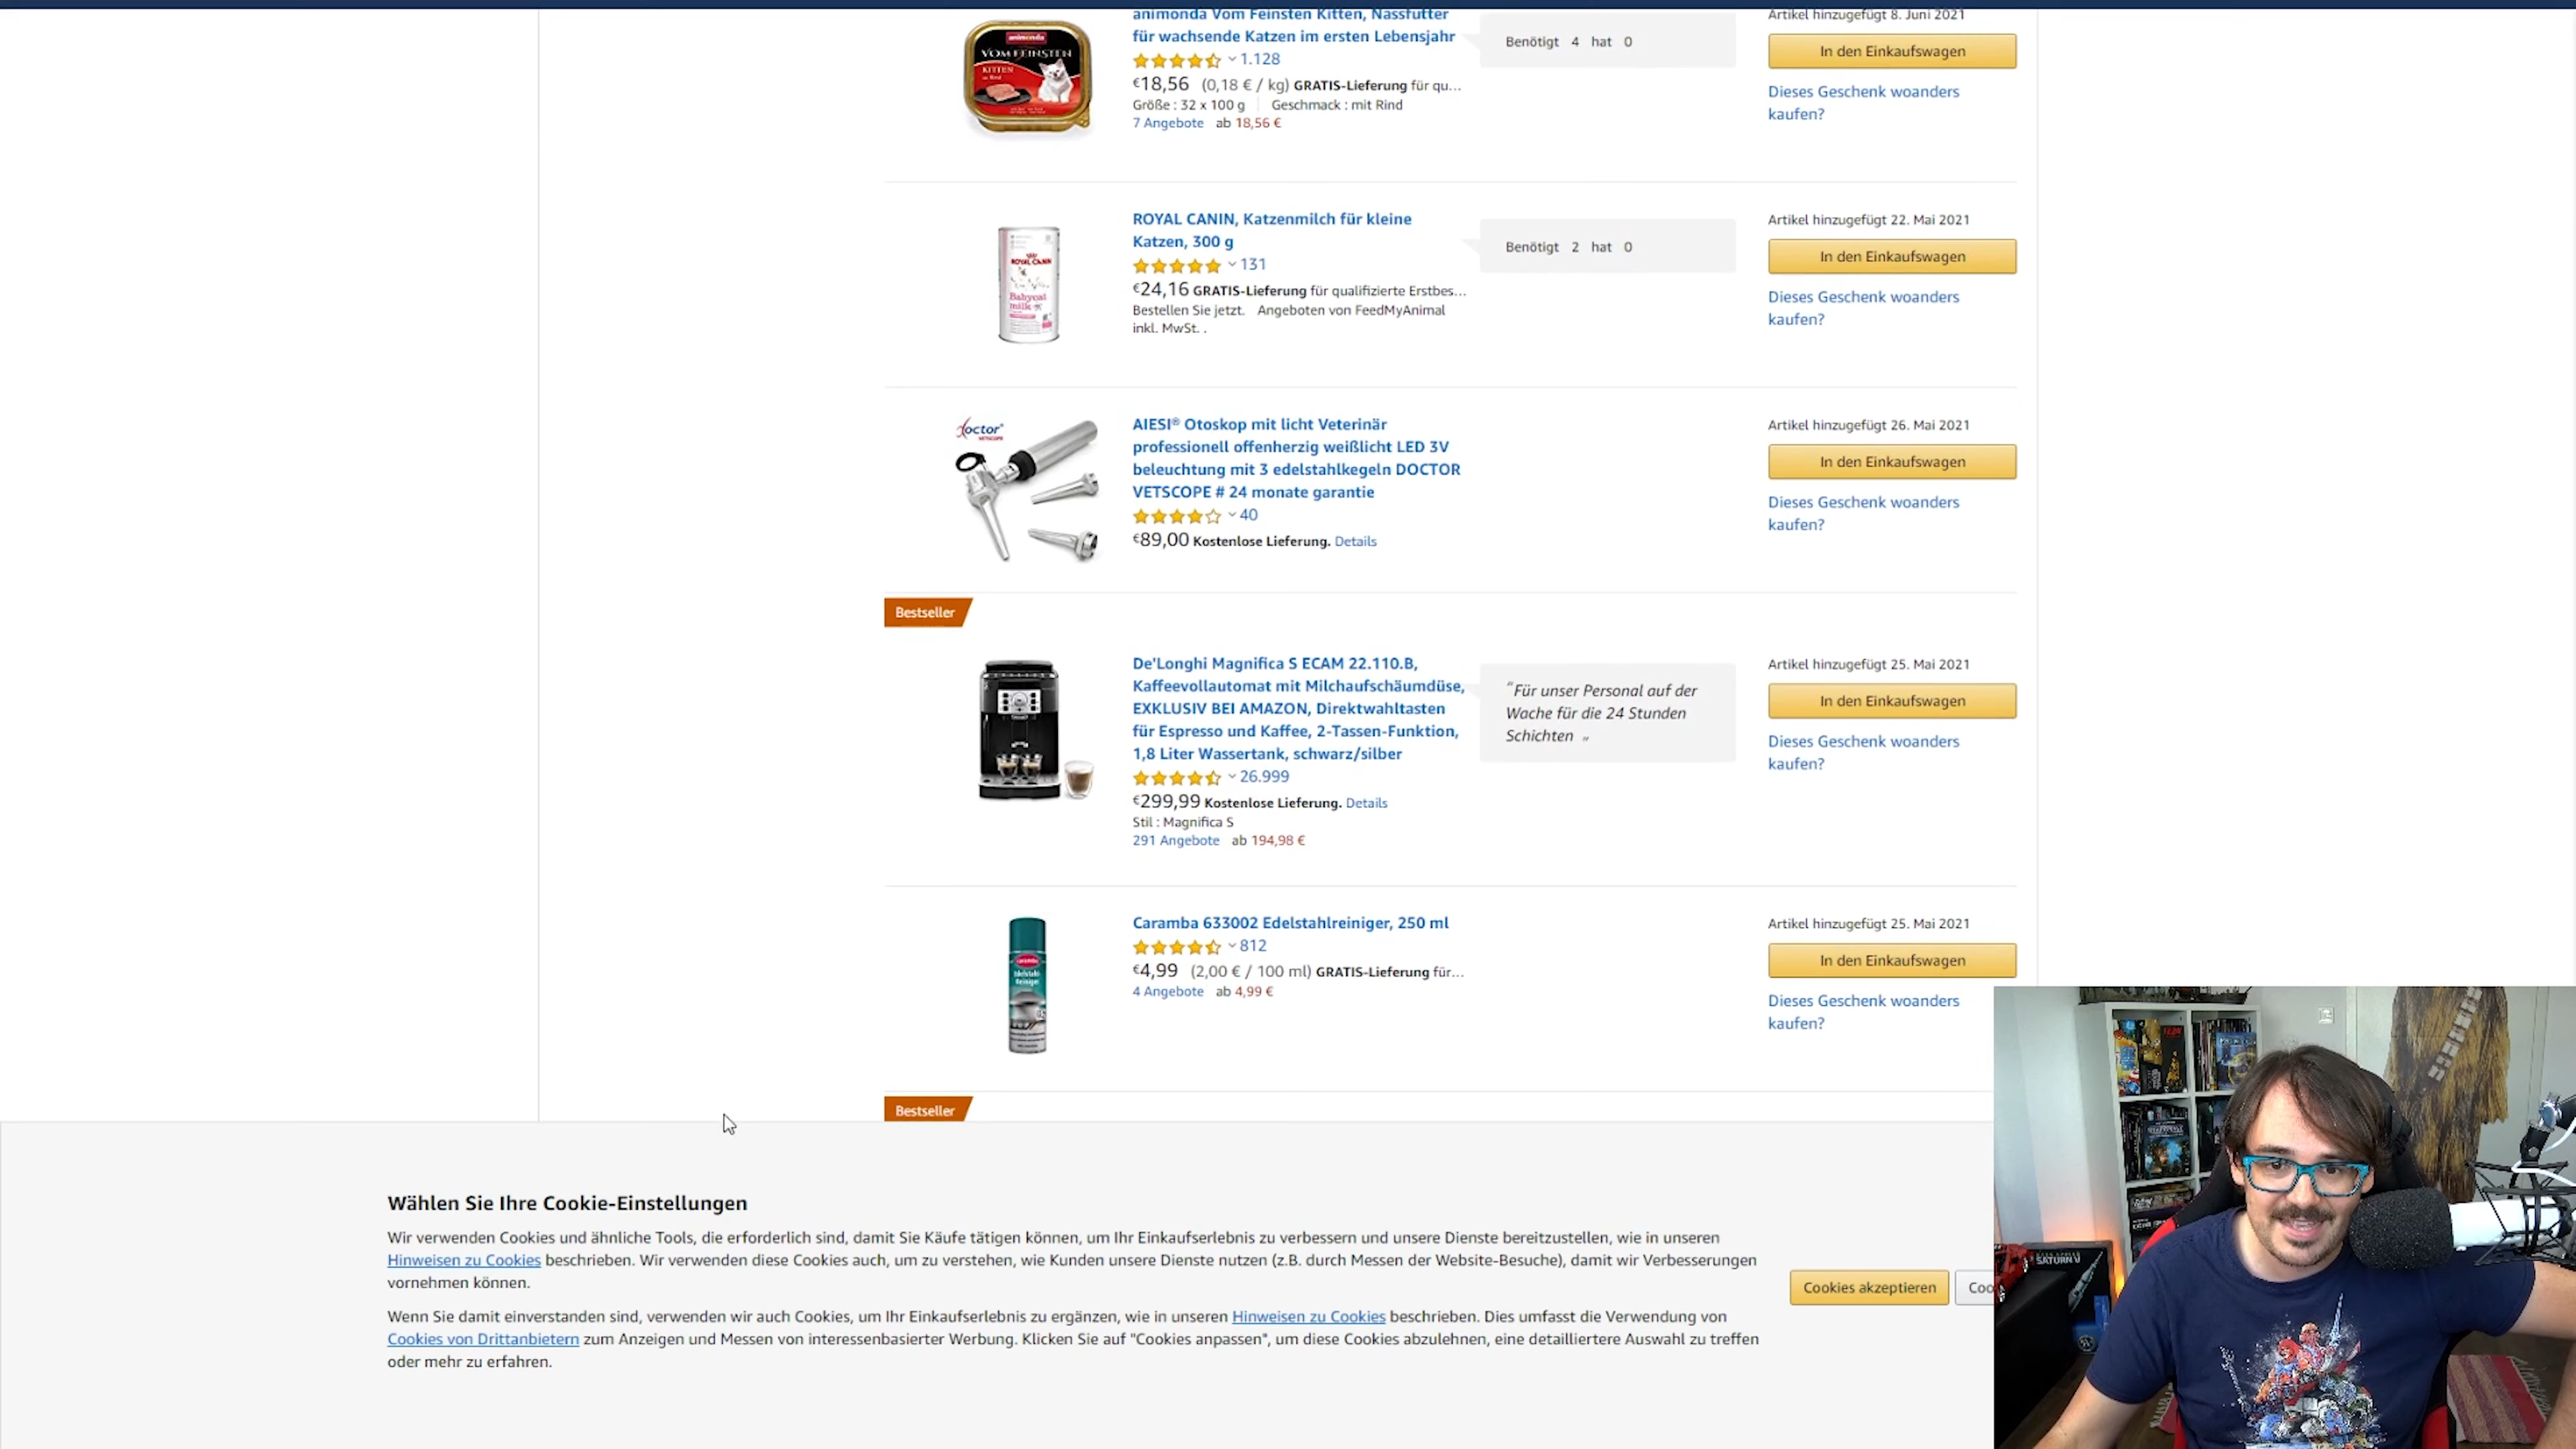 animonda Vom Feinsten Kitten, Nassfutter
für wachsende Katzen im ersten Lebensjahr
1.128
€18,56 (0,18 € / kg) GRATIS-Lieferung für qu...
Größe : 32 x 100 g Geschmack : mit Rind
7 Angebote ab 18,56 €
Benötigt 4 hat 0
Artikel hinzugefügt 8. Juni 2021
In den Einkaufswagen
Dieses Geschenk woanders
kaufen?
animonda
VOM FEINSTEN
KITTEN
ROYAL CANIN, Katzenmilch für kleine
Katzen, 300 g
131
€24,16 GRATIS-Lieferung für qualifizierte Erstbes...
Bestellen Sie jetzt. Angeboten von FeedMyAnimal
inkl. MwSt. .
Benötigt 2 hat 0
Artikel hinzugefügt 22. Mai 2021
In den Einkaufswagen
Dieses Geschenk woanders
kaufen?
ROYAL CANIN
Babycat
milk
AIESI® Otoskop mit licht Veterinär
professionell offenherzig weißlicht LED 3V
beleuchtung mit 3 edelstahlkegeln DOCTOR
VETSCOPE # 24 monate garantie
40
€89,00 Kostenlose Lieferung. Details
Artikel hinzugefügt 26. Mai 2021
In den Einkaufswagen
Dieses Geschenk woanders
kaufen?
Doctor®
VETSCOPE
Bestseller
De'Longhi Magnifica S ECAM 22.110.B,
Kaffeevollautomat mit Milchaufschäumdüse,
EXKLUSIV BEI AMAZON, Direktwahltasten
für Espresso und Kaffee, 2-Tassen-Funktion,
1,8 Liter Wassertank, schwarz/silber
26.999
€299,99 Kostenlose Lieferung. Details
Stil : Magnifica S
291 Angebote ab 194,98 €
“Für unser Personal auf der
Wache für die 24 Stunden
Schichten „
Artikel hinzugefügt 25. Mai 2021
In den Einkaufswagen
Dieses Geschenk woanders
kaufen?
Caramba 633002 Edelstahlreiniger, 250 ml
812
€4,99 (2,00 € / 100 ml) GRATIS-Lieferung für...
4 Angebote ab 4,99 €
Artikel hinzugefügt 25. Mai 2021
In den Einkaufswagen
Dieses Geschenk woanders
kaufen?
caramba
Edelstahl-
Reiniger
Bestseller
Wählen Sie Ihre Cookie-Einstellungen
Wir verwenden Cookies und ähnliche Tools, die erforderlich sind, damit Sie Käufe tätigen können, um Ihr Einkaufserlebnis zu verbessern und unsere Dienste bereitzustellen, wie in unseren
Hinweisen zu Cookies beschrieben. Wir verwenden diese Cookies auch, um zu verstehen, wie Kunden unsere Dienste nutzen (z.B. durch Messen der Website-Besuche), damit wir Verbesserungen
vornehmen können.
Wenn Sie damit einverstanden sind, verwenden wir auch Cookies, um Ihr Einkaufserlebnis zu ergänzen, wie in unseren Hinweisen zu Cookies beschrieben. Dies umfasst die Verwendung von
Cookies von Drittanbietern zum Anzeigen und Messen von interessenbasierter Werbung. Klicken Sie auf "Cookies anpassen", um diese Cookies abzulehnen, eine detailliertere Auswahl zu treffen
oder mehr zu erfahren.
Cookies akzeptieren
Coo
SATURN V